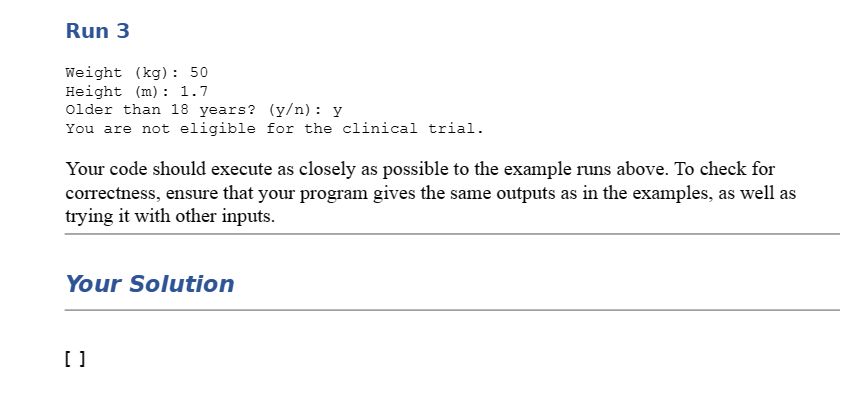 Run 3
Weight (kg): 50
Height (m): 1.7
Older than 18 years? (y/n): y
You are not eligible for the clinical trial.
Your code should execute as closely as possible to the example runs above. To check for
correctness, ensure that your program gives the same outputs as in the examples, as well as
trying it with other inputs.
Your Solution
[ ]